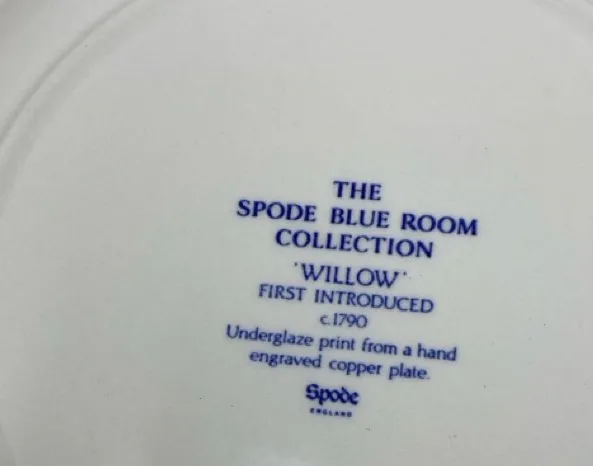 THE
SPODE BLUE ROOM
COLLECTION
'WILLOW'
FIRST INTRODUCED
c.1790
Underglaze print from a hand
engraved copper plate.
Spode
ENGLAND